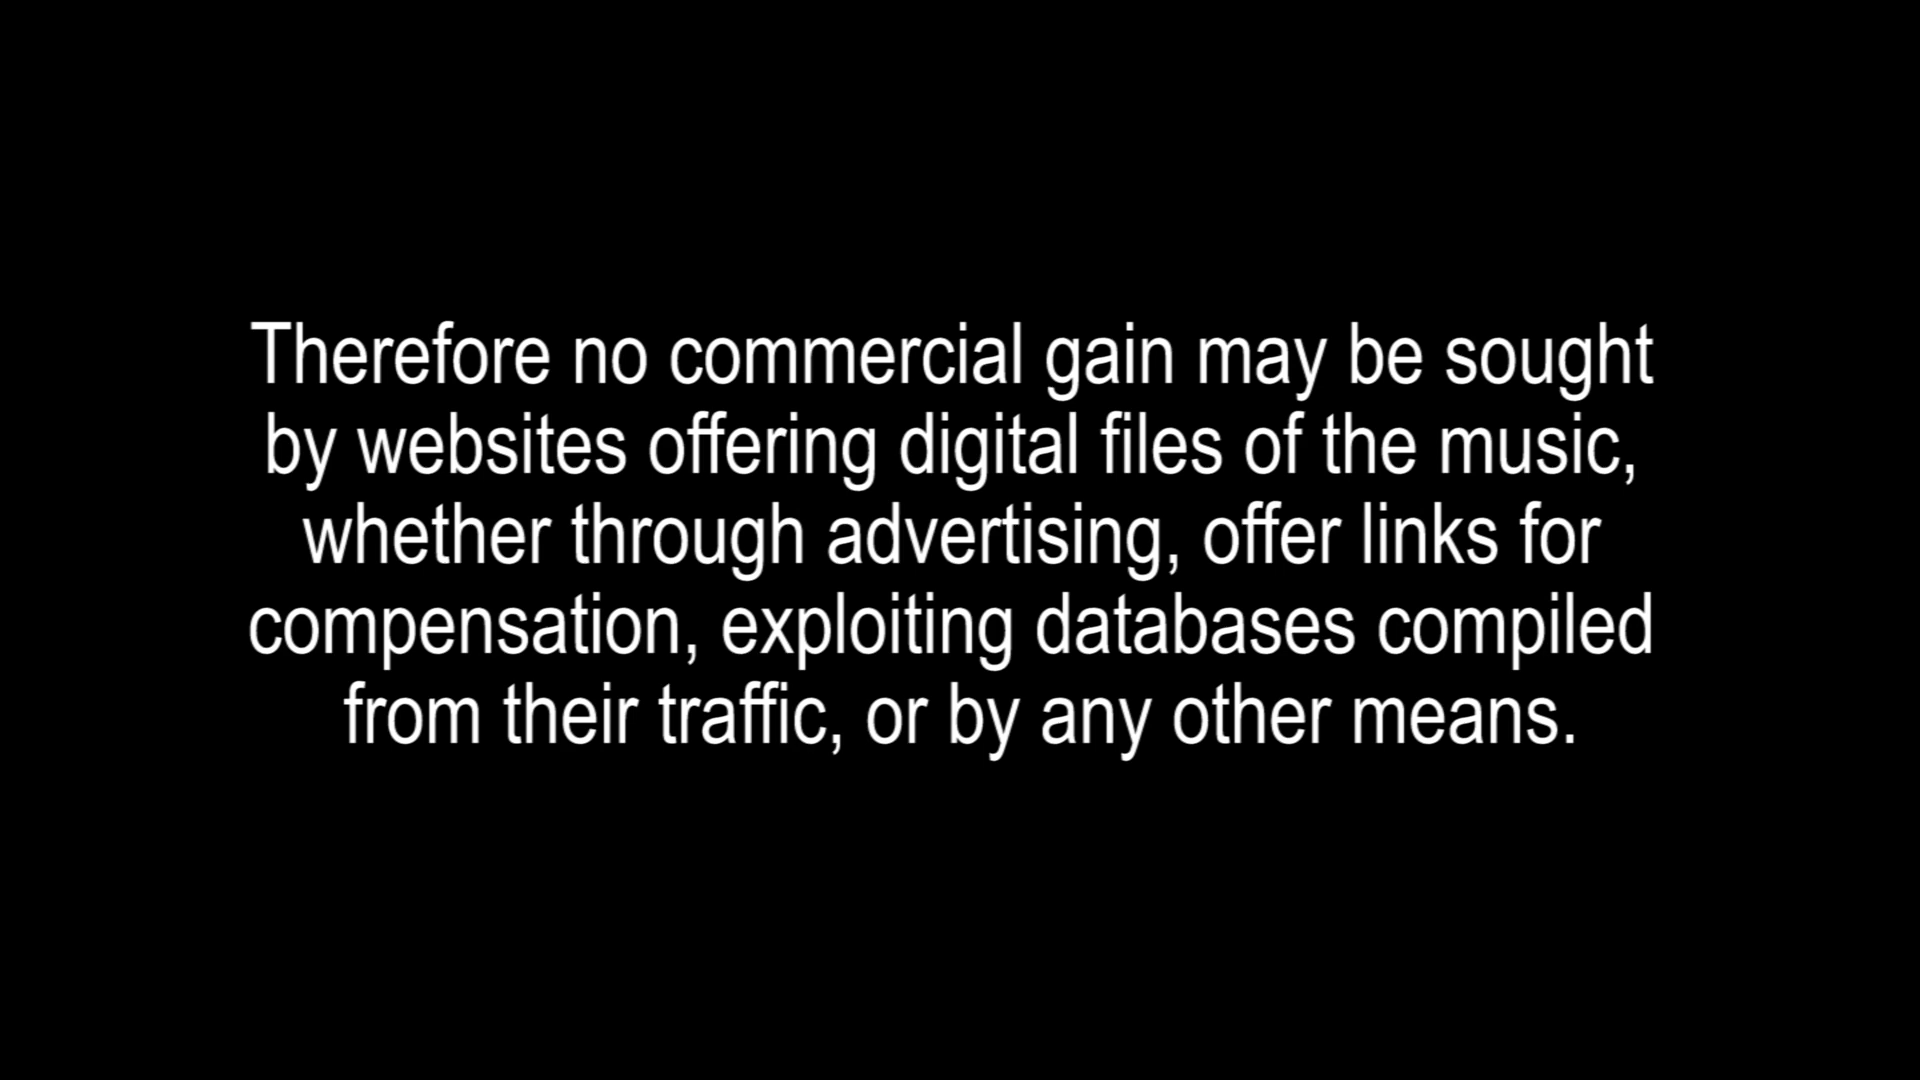 Therefore no commercial gain may be sought
by websites offering digital files of the music,
whether through advertising, offer links for
compensation, exploiting databases compiled
from their traffic, or by any other means.